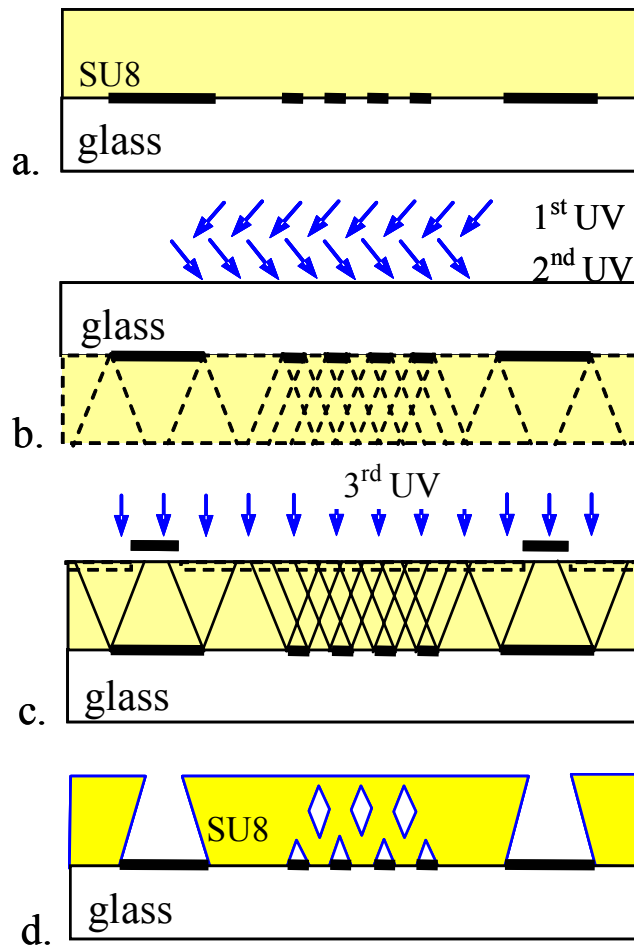 SU8
glass
a.
1st UV
2nd UV
glass
b.
3rd UV
glass
c.
SU8
glass
d.